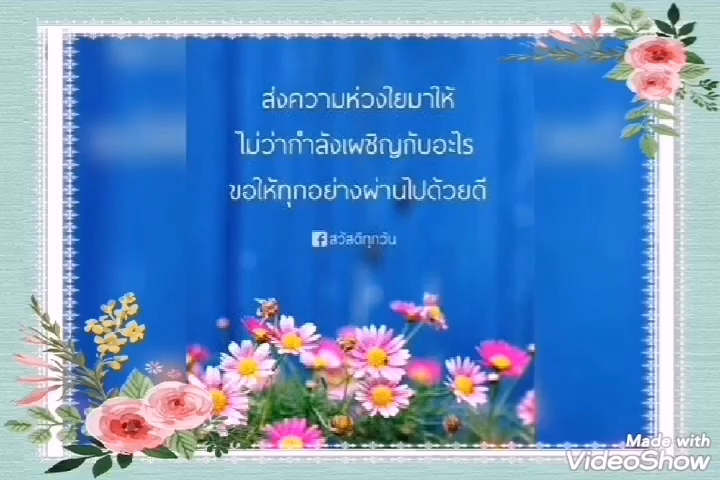 ส่งความห่วงใยมาให้
ไม่ว่ากำลังเผชิญกับอะไร
ขอให้ทุกอย่างผ่านไปด้วยดี
สวัสดีทุกวัน
Made with
VideoShow